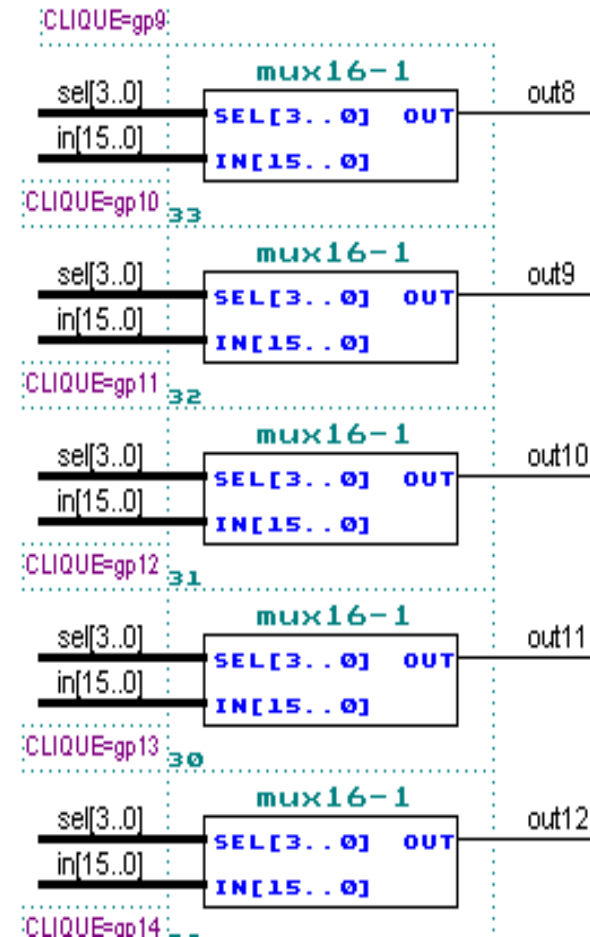 CLIQUE=gp9
mux16-1
sel[3..0] SEL[3..0] OUT out8
in[15..0] IN[15..0]
CLIQUE=gp10 33
mux16-1
sel[3..0] SEL[3..0] OUT out9
in[15..0] IN[15..0]
CLIQUE=gp11 32
mux16-1
sel[3..0] SEL[3..0] OUT out10
in[15..0] IN[15..0]
CLIQUE=gp12 31
mux16-1
sel[3..0] SEL[3..0] OUT out11
in[15..0] IN[15..0]
CLIQUE=gp13 30
mux16-1
sel[3..0] SEL[3..0] OUT out12
in[15..0] IN[15..0]
CLIQUE=gp14